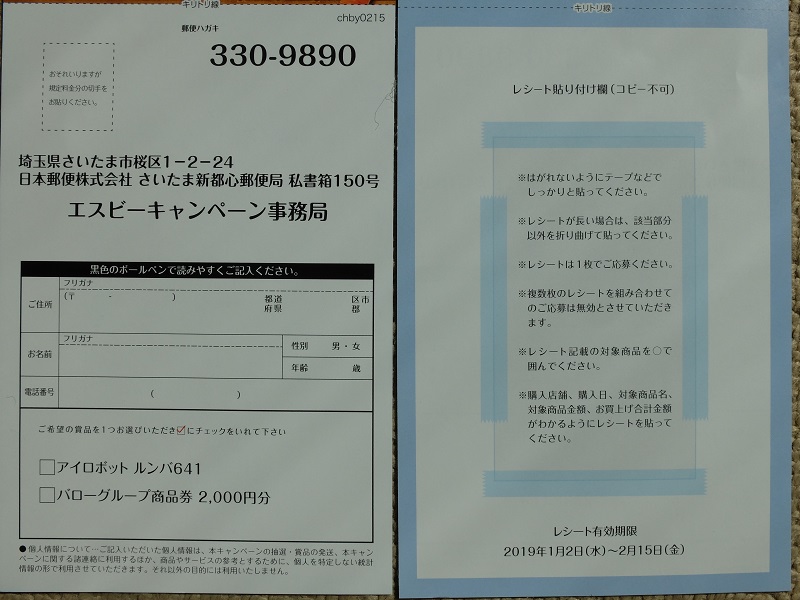 キリトリ線
chby0215
郵便ハガキ
330-9890
おそれいりますが
規定料金分の切手を
お貼りください。
埼玉県さいたま市桜区1-2-24
日本郵便株式会社 さいたま新都心郵便局 私書箱150号
エスビーキャンペーン事務局
黒色のボールペンで読みやすくご記入ください。
ご住所
フリガナ
(〒 - )
都道
府県
区市
郡
お名前
フリガナ
性別 男・女
年齢 歳
電話番号
( )
ご希望の賞品を1つお選びいただき☑にチェックをいれて下さい
□アイロボット ルンバ641
□バローグループ商品券 2,000円分
●個人情報について…ご記入いただいた個人情報は、本キャンペーンの抽選・賞品の発送、本キャン
ペーンに関する諸連絡に利用するほか、商品やサービスの参考とするために、個人を特定しない統計
情報の形で利用させていただきます。それ以外の目的には利用いたしません。
キリトリ線
レシート貼り付け欄(コピー不可)
※はがれないようにテープなどで
しっかりと貼ってください。
※レシートが長い場合は、該当部分
以外を折り曲げて貼ってください。
※レシートは1枚でご応募ください。
※複数枚のレシートを組み合わせて
のご応募は無効とさせていただき
ます。
※レシート記載の対象商品を〇で
囲んでください。
※購入店舗、購入日、対象商品名、
対象商品金額、お買上げ合計金額
がわかるようにレシートを貼って
ください。
レシート有効期限
2019年1月2日(水)~2月15日(金)